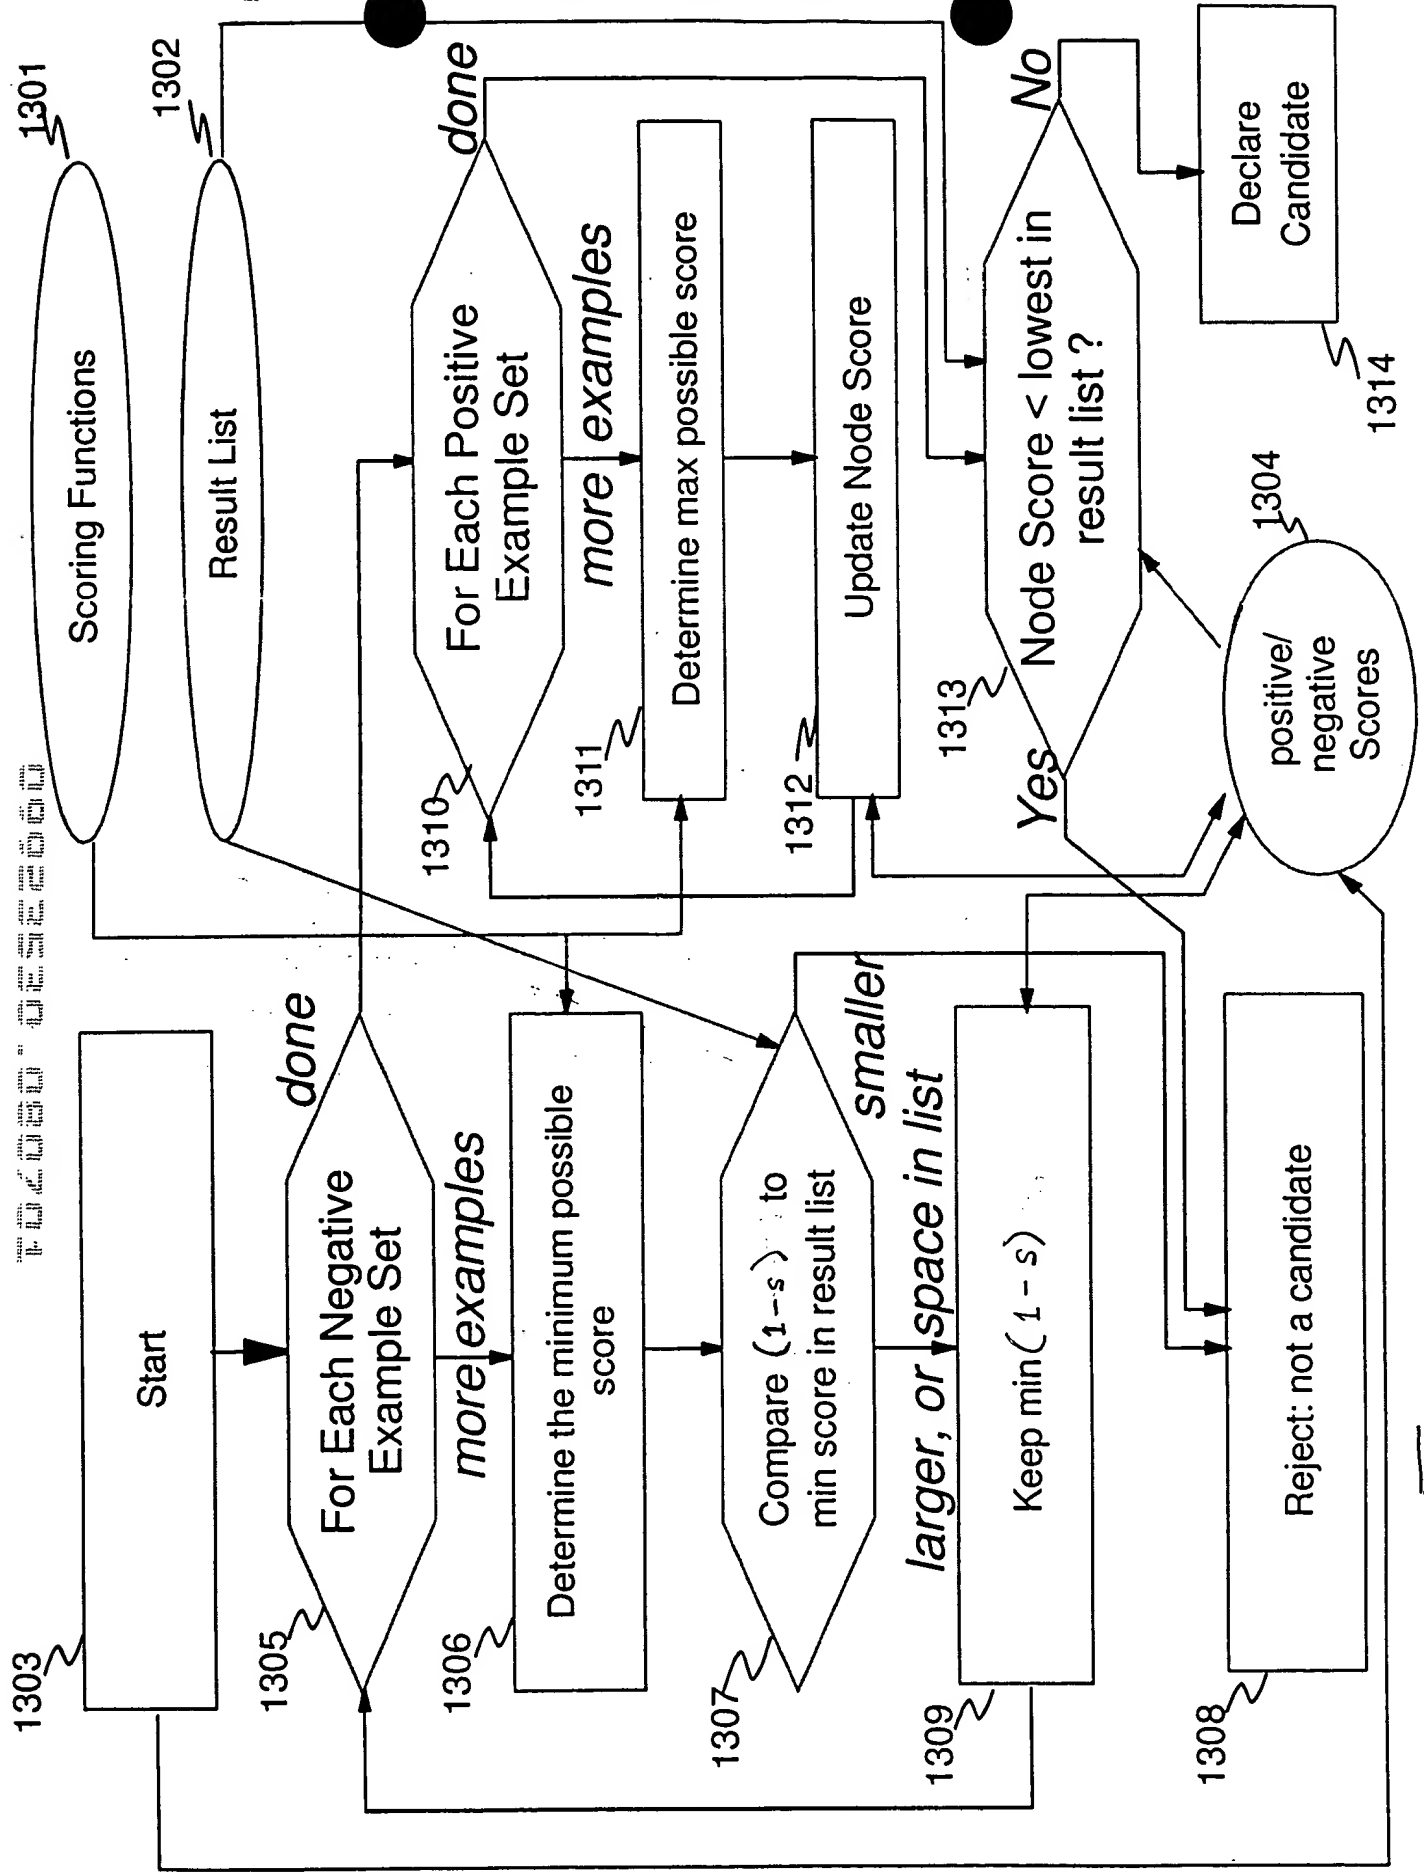 1301
Scoring Functions
1302
Result List
1303
Start
1305
For Each Negative
Example Set
done
more examples
1306
Determine the minimum possible
score
1307
Compare (1-s) to
min score in result list
smaller
larger, or space in list
1309
Keep min(1-s)
1308
Reject: not a candidate
1310
For Each Positive
Example Set
done
more examples
1311
Determine max possible score
1312
Update Node Score
1313
Node Score < lowest in
result list ?
Yes
No
1304
positive/
negative
Scores
Declare
Candidate
1314